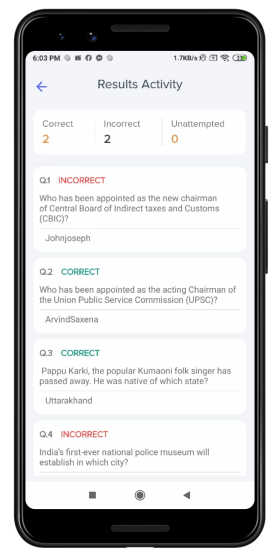 6:03 PM
1.7KB/s
Results Activity
Correct Incorrect Unattempted
2 2 0
Q.1 INCORRECT
Who has been appointed as the new chairman
of Central Board of Indirect taxes and Customs
(CBIC)?
Johnjoseph
Q.2 CORRECT
Who has been appointed as the acting Chairman of
the Union Public Service Commission (UPSC)?
ArvindSaxena
Q.3 CORRECT
Pappu Karki, the popular Kumaoni folk singer has
passed away. He was native of which state?
Uttarakhand
Q.4 INCORRECT
India's first-ever national police museum will
establish in which city?